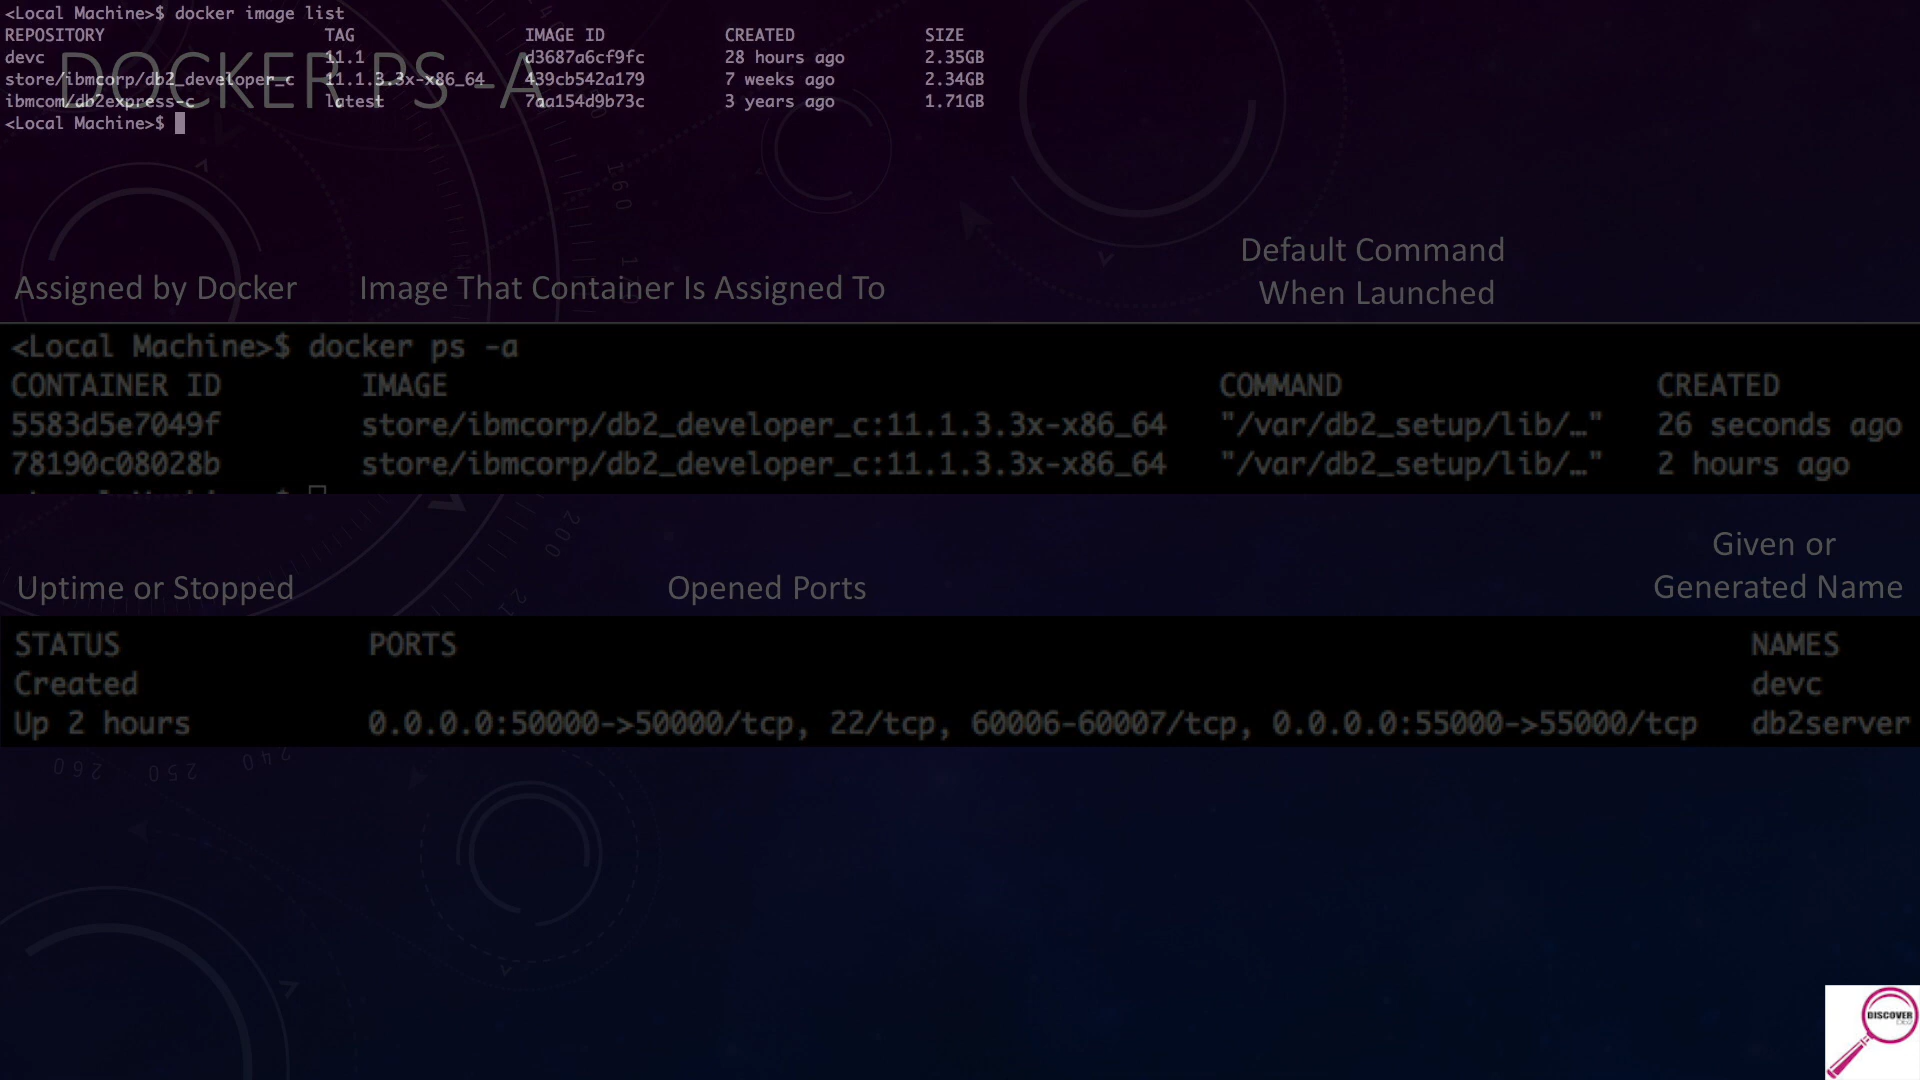 <Local Machine>$ docker image list
REPOSITORY TAG IMAGE ID CREATED SIZE
devc 11.1 d3687a6cf9fc 28 hours ago 2.35GB
store/ibmcorp/db2_developer_c 11.1.3.3x-x86_64 439cb542a179 7 weeks ago 2.34GB
ibmcom/db2express-c latest 7aa154d9b73c 3 years ago 1.71GB
<Local Machine>$
DOCKER PS -A
Assigned by Docker Image That Container Is Assigned To Default Command
When Launched
<Local Machine>$ docker ps -a
CONTAINER ID IMAGE COMMAND CREATED
5583d5e7049f store/ibmcorp/db2_developer_c:11.1.3.3x-x86_64 "/var/db2_setup/lib/…" 26 seconds ago
78190c08028b store/ibmcorp/db2_developer_c:11.1.3.3x-x86_64 "/var/db2_setup/lib/…" 2 hours ago
Uptime or Stopped Opened Ports Given or
Generated Name
STATUS PORTS NAMES
Created devc
Up 2 hours 0.0.0.0:50000->50000/tcp, 22/tcp, 60006-60007/tcp, 0.0.0.0:55000->55000/tcp db2server
160
200
260 250 240
DISCOVER